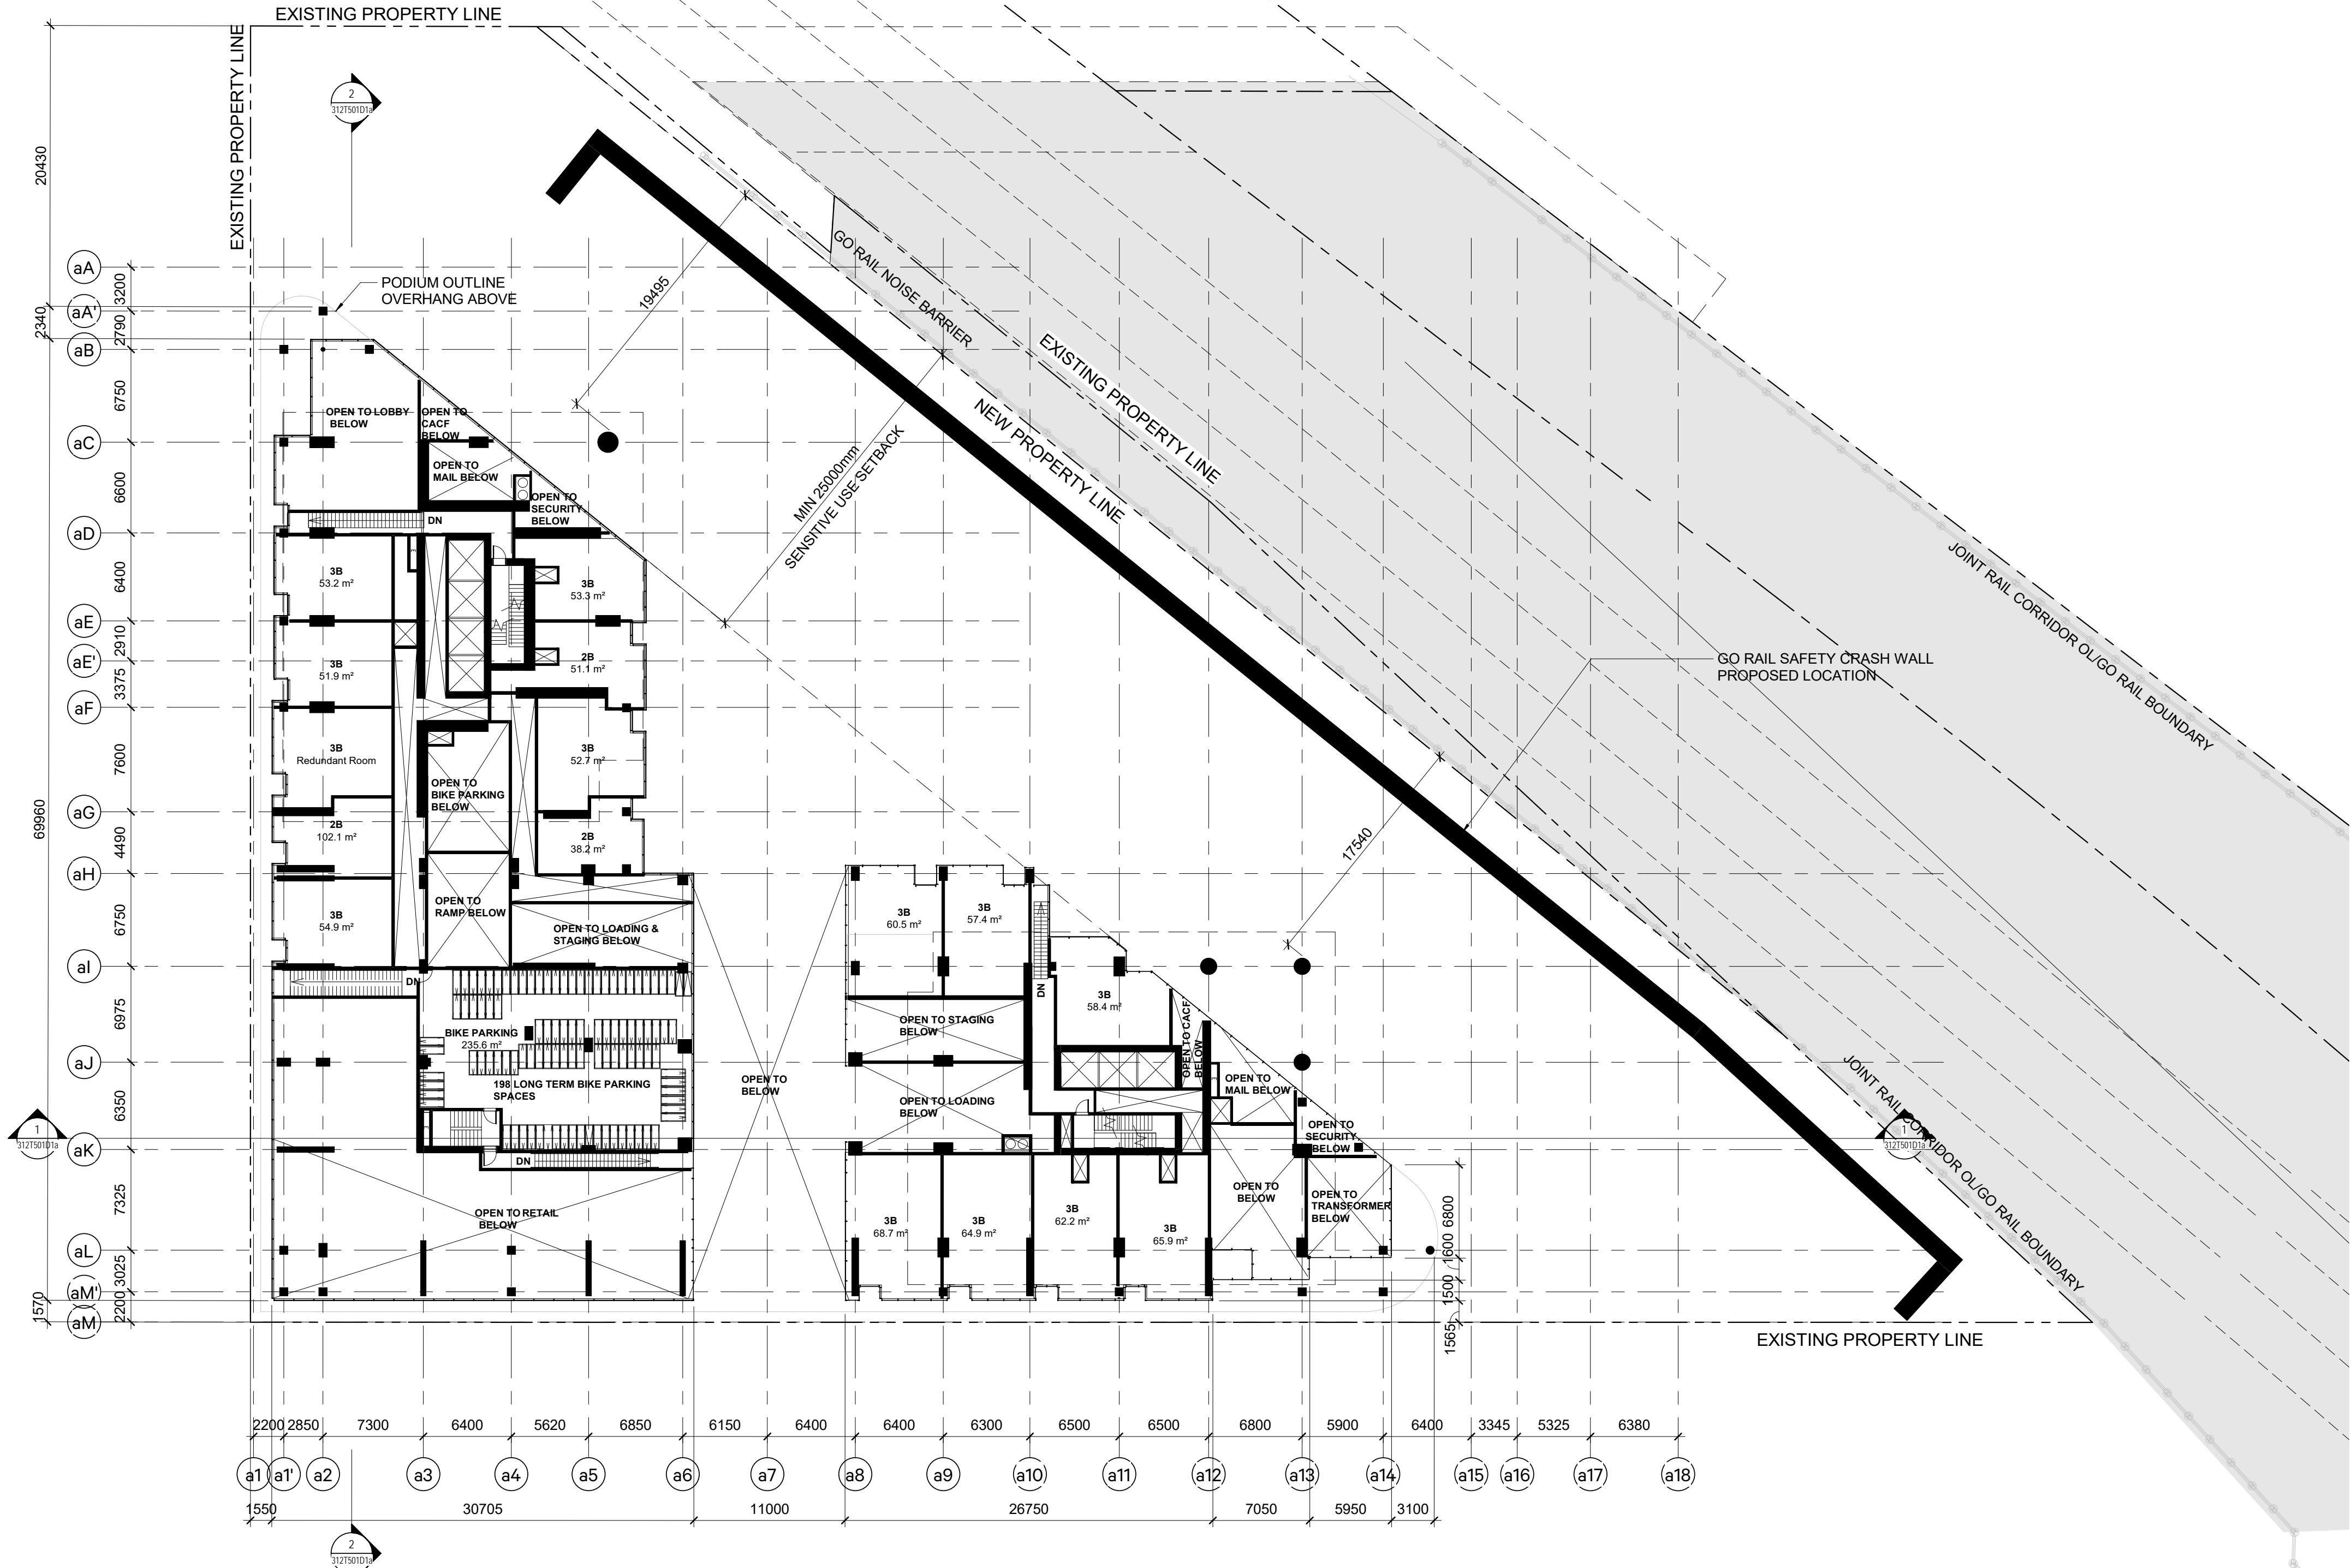 EXISTING PROPERTY LINE
EXISTING PROPERTY LINE
2
312T501D1a
20430
2340
69960
1570
aA
aA'
aB
aC
aD
aE
aE'
aF
aG
aH
aI
aJ
aK
aL
aM'
aM
3200
2790
6750
6600
6400
2910
3375
7600
4490
6750
6975
6350
7325
3025
2200
PODIUM OUTLINE
OVERHANG ABOVE
19495
GO RAIL NOISE BARRIER
EXISTING PROPERTY LINE
NEW PROPERTY LINE
MIN 25000mm
SENSITIVE USE SETBACK
JOINT RAIL CORRIDOR OL/GO RAIL BOUNDARY
GO RAIL SAFETY CRASH WALL
PROPOSED LOCATION
17540
JOINT RAIL CORRIDOR OL/GO RAIL BOUNDARY
OPEN TO LOBBY
BELOW
OPEN TO
CACF
BELOW
OPEN TO
MAIL BELOW
OPEN TO
SECURITY
BELOW
DN
3B
53.2 m²
3B
53.3 m²
3B
51.9 m²
2B
51.1 m²
3B
Redundant Room
3B
52.7 m²
OPEN TO
BIKE PARKING
BELOW
2B
102.1 m²
2B
38.2 m²
3B
54.9 m²
OPEN TO
RAMP BELOW
OPEN TO LOADING &
STAGING BELOW
DN
BIKE PARKING
235.6 m²
198 LONG TERM BIKE PARKING
SPACES
DN
OPEN TO RETAIL
BELOW
OPEN TO
BELOW
3B
60.5 m²
3B
57.4 m²
DN
3B
58.4 m²
OPEN TO STAGING
BELOW
OPEN TO LOADING
BELOW
OPEN TO CACF
BELOW
OPEN TO
MAIL BELOW
OPEN TO
SECURITY
BELOW
OPEN TO
BELOW
OPEN TO
TRANSFORMER
BELOW
3B
68.7 m²
3B
64.9 m²
3B
62.2 m²
3B
65.9 m²
6800
1600
1500
1565
1
312T501D1a
1
312T501D1a
EXISTING PROPERTY LINE
2200
2850
7300
6400
5620
6850
6150
6400
6400
6300
6500
6500
6800
5900
6400
3345
5325
6380
a1
a1'
a2
a3
a4
a5
a6
a7
a8
a9
a10
a11
a12
a13
a14
a15
a16
a17
a18
1550
30705
11000
26750
7050
5950
3100
2
312T501D1a